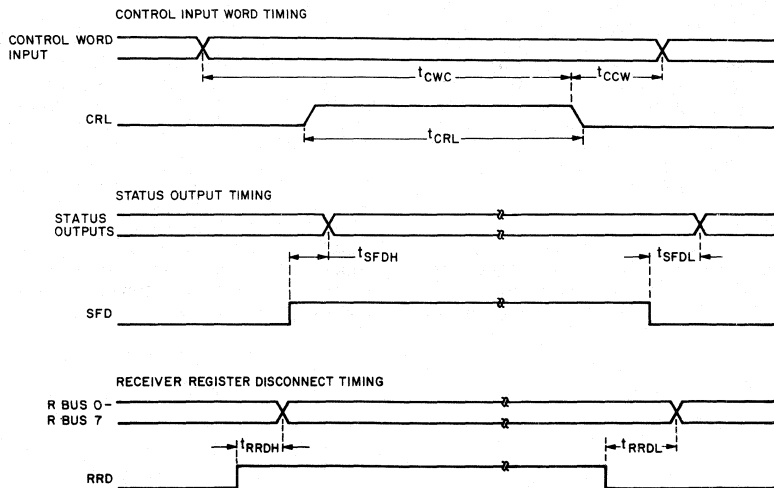 CONTROL INPUT WORD TIMING
CONTROL WORD
INPUT
tCWC
tCCW
CRL
tCRL
STATUS OUTPUT TIMING
STATUS
OUTPUTS
tSFDH
tSFDL
SFD
RECEIVER REGISTER DISCONNECT TIMING
R BUS 0-
R BUS 7
tRRDH
tRRDL
RRD